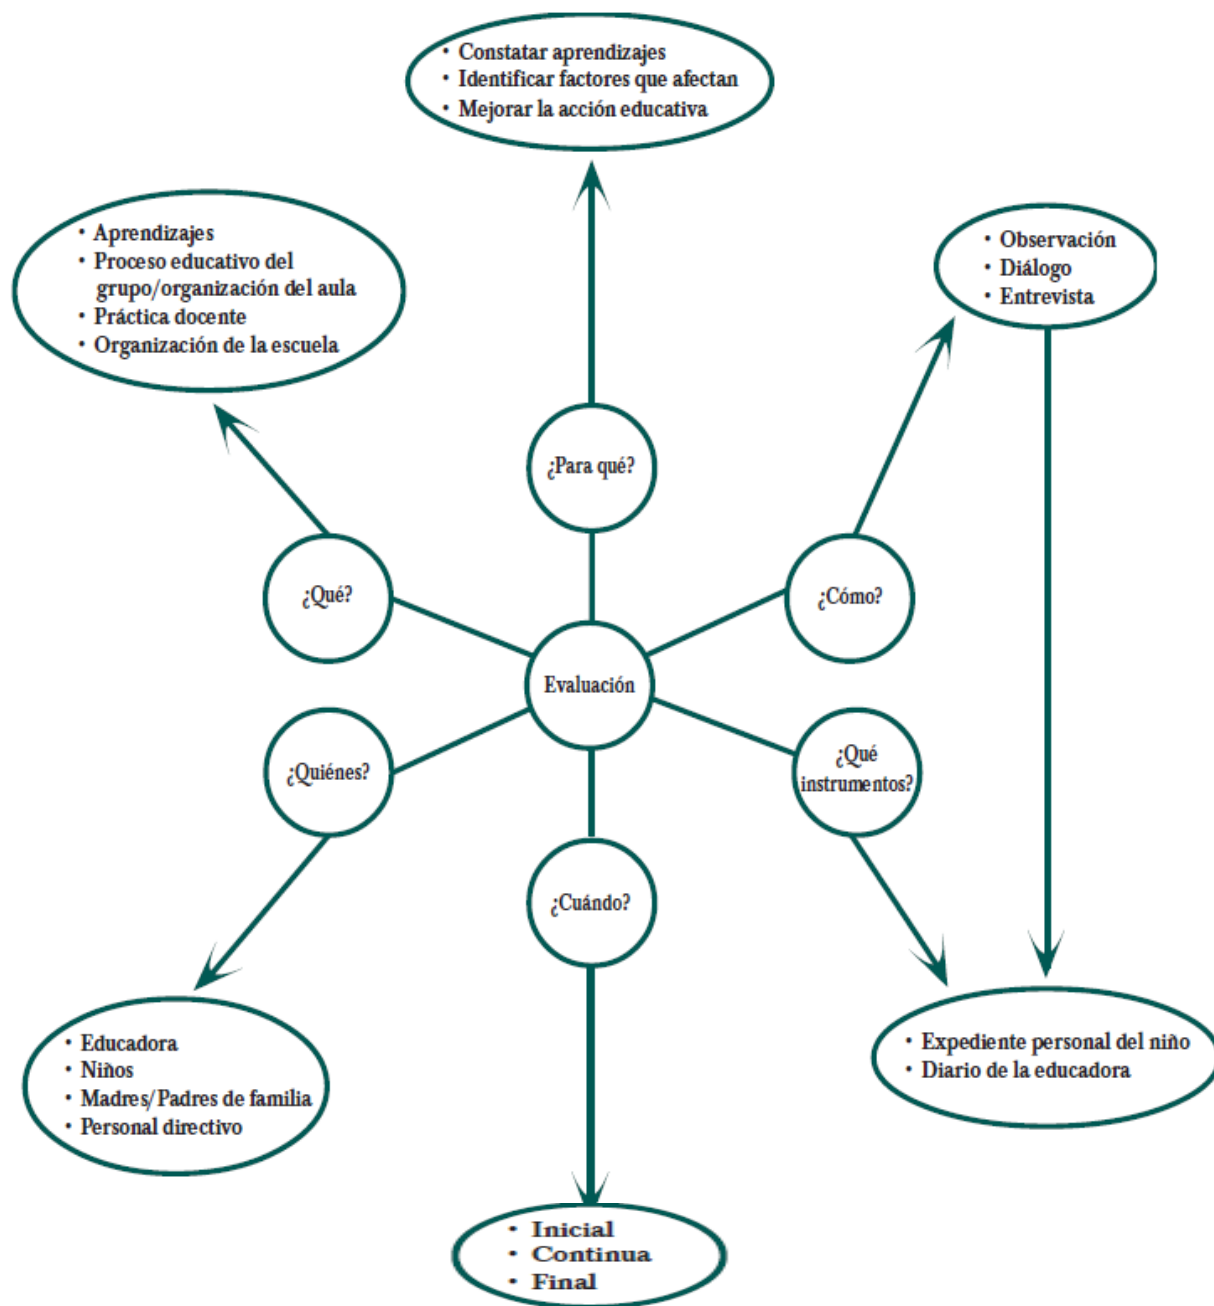 • Constatar aprendizajes
• Identificar factores que afectan
• Mejorar la acción educativa
• Aprendizajes
• Proceso educativo del
grupo/organización del aula
• Práctica docente
• Organización de la escuela
• Observación
• Diálogo
• Entrevista
¿Para qué?
¿Qué?
¿Cómo?
Evaluación
¿Quiénes?
¿Qué
instrumentos?
¿Cuándo?
• Educadora
• Niños
• Madres/Padres de familia
• Personal directivo
• Expediente personal del niño
• Diario de la educadora
• Inicial
• Continua
• Final